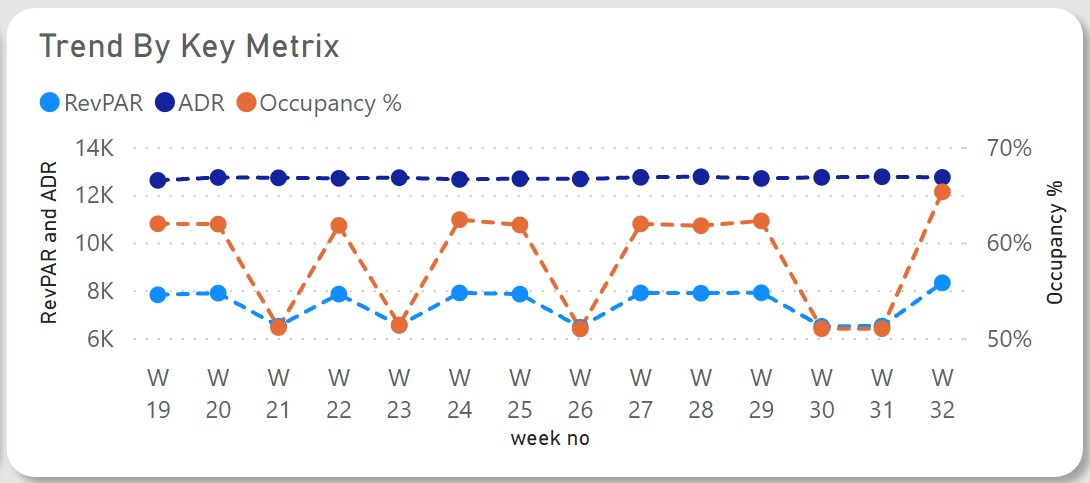 Trend By Key Metrix
RevPAR ADR Occupancy %
RevPAR and ADR
14K
12K
10K
8K
6K
70%
60%
50%
Occupancy %
W W W W W W W W W W W W W W
19 20 21 22 23 24 25 26 27 28 29 30 31 32
week no